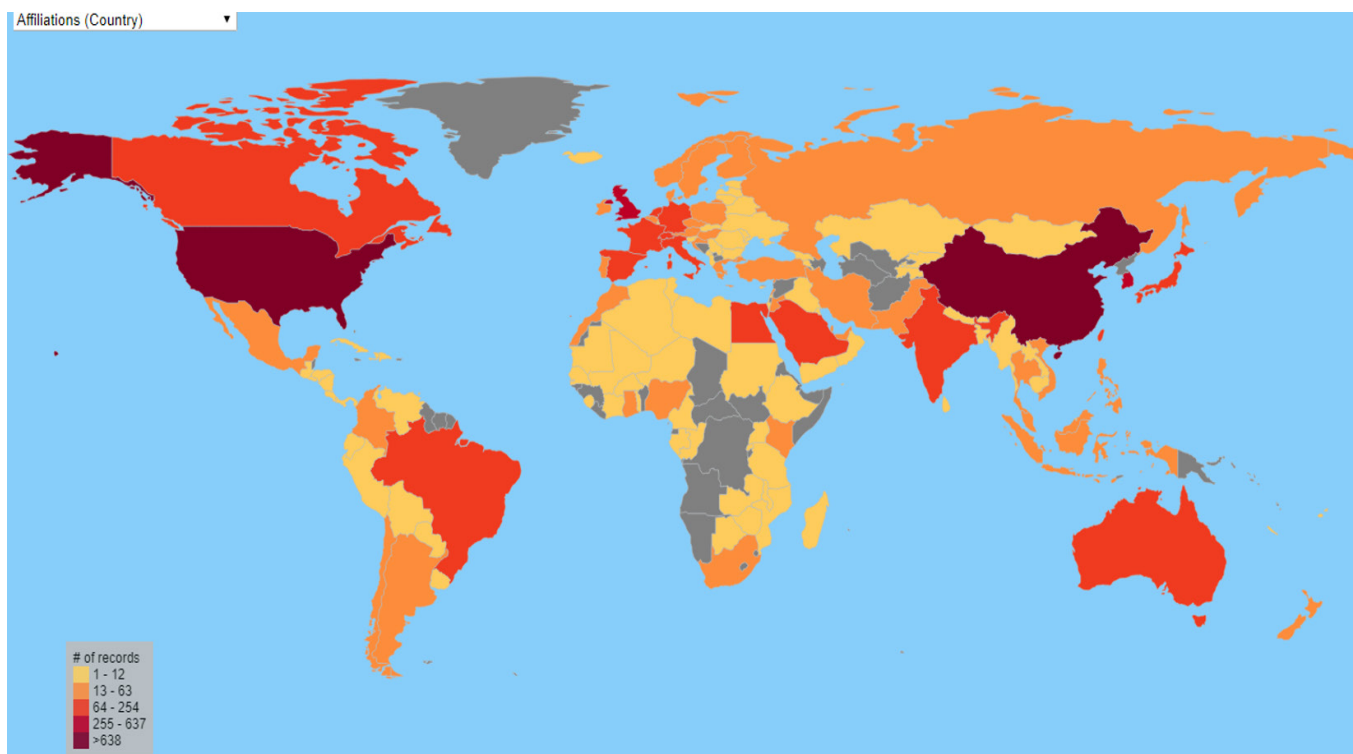 Affiliations (Country)
# of records
1 - 12
13 - 63
64 - 254
255 - 637
>638